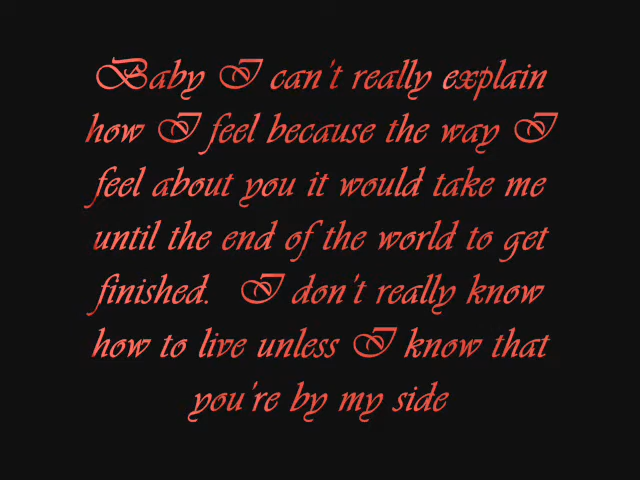 Baby I can't really explain
how I feel because the way I
feel about you it would take me
until the end of the world to get
finished.  I don't really know
how to live unless I know that
you're by my side